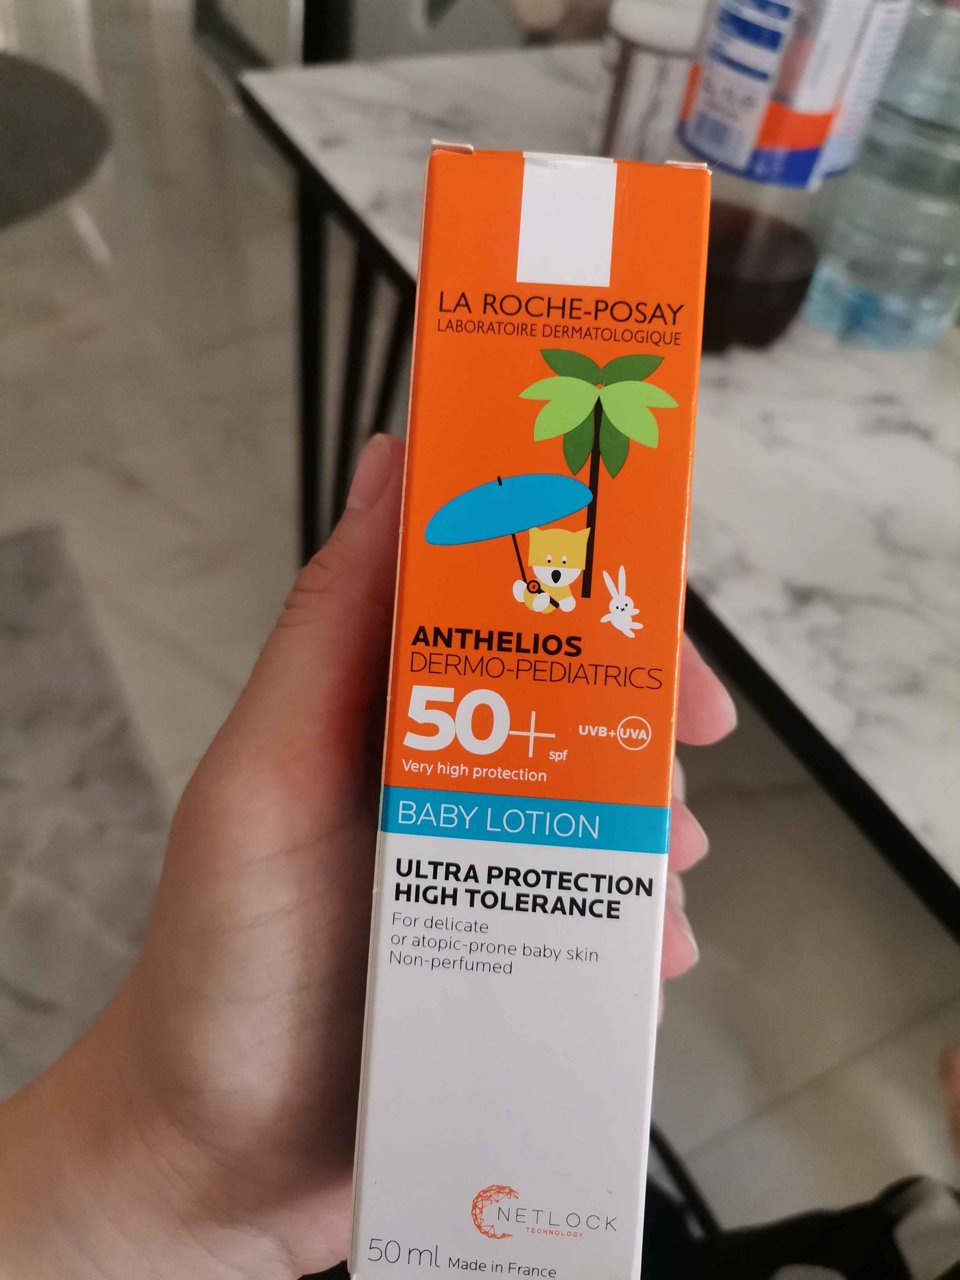 LA ROCHE-POSAY
LABORATOIRE DERMATOLOGIQUE
ANTHELIOS
DERMO-PEDIATRICS
50+ spf
UVB+UVA
Very high protection
BABY LOTION
ULTRA PROTECTION
HIGH TOLERANCE
For delicate
or atopic-prone baby skin
Non-perfumed
NETLOCK
TECHNOLOGY
50 ml Made in France